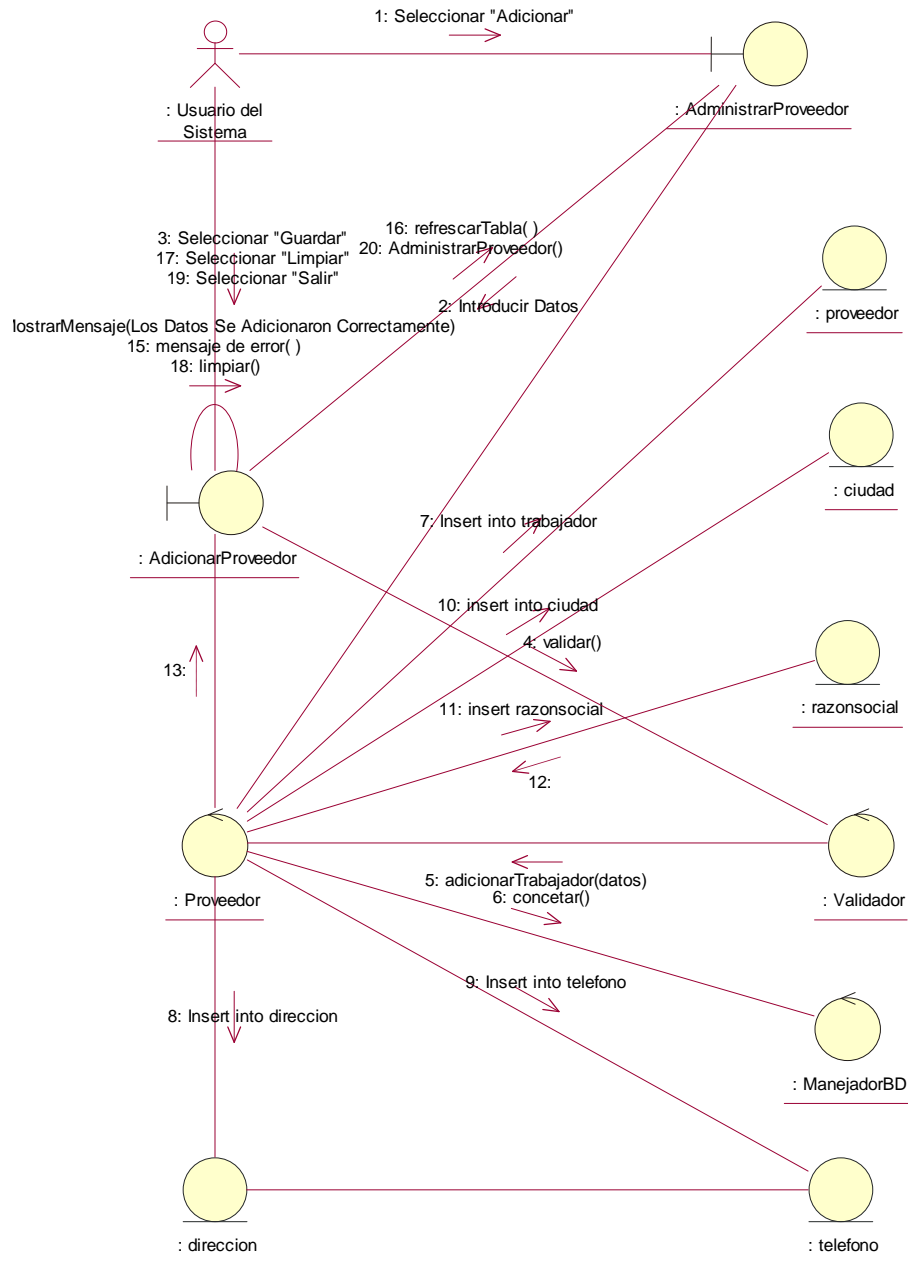 1: Seleccionar "Adicionar"
: Usuario del
Sistema
: AdministrarProveedor
3: Seleccionar "Guardar"
17: Seleccionar "Limpiar"
19: Seleccionar "Salir"
16: refrescarTabla( )
20: AdministrarProveedor()
2: Introducir Datos
: proveedor
MostrarMensaje(Los Datos Se Adicionaron Correctamente)
15: mensaje de error( )
18: limpiar()
: ciudad
7: Insert into trabajador
: AdicionarProveedor
10: insert into ciudad
4: validar()
13:
: razonsocial
11: insert razonsocial
12:
5: adicionarTrabajador(datos)
6: concetar()
: Proveedor
: Validador
9: Insert into telefono
8: Insert into direccion
: ManejadorBD
: direccion
: telefono